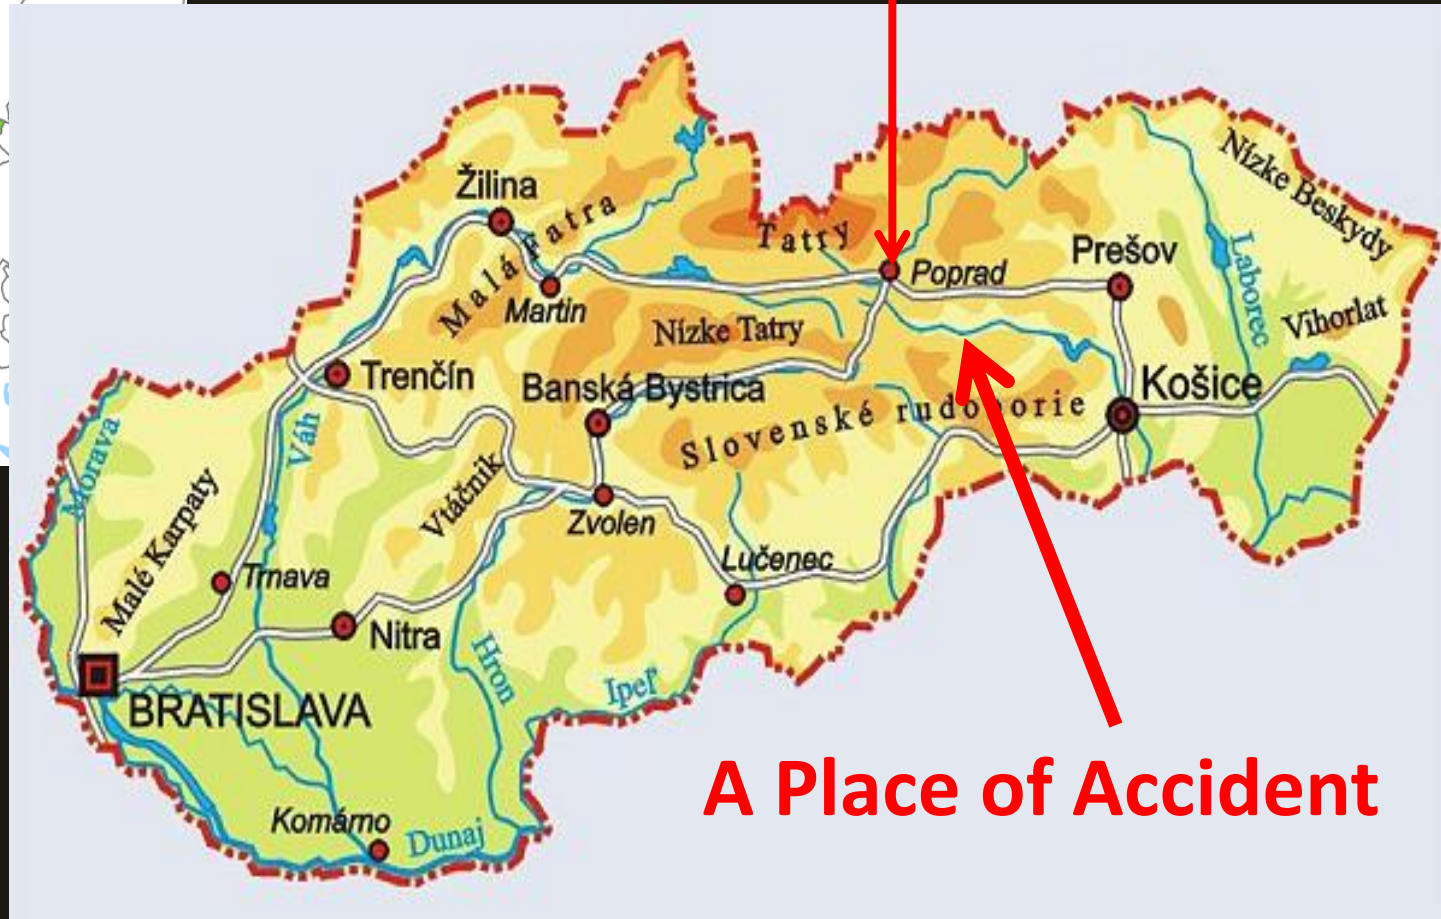 Žilina
Malá Fatra
Martin
Tatry
Poprad
Prešov
Nízke Beskydy
Laborec
Vihorlat
Nízke Tatry
Trenčín
Banská Bystrica
Košice
Slovenské rudohorie
Morava
Váh
Vtáčnik
Zvolen
Malé Karpaty
Trnava
Lučenec
Nitra
Hron
Ipeľ
BRATISLAVA
A Place of Accident
Komárno
Dunaj